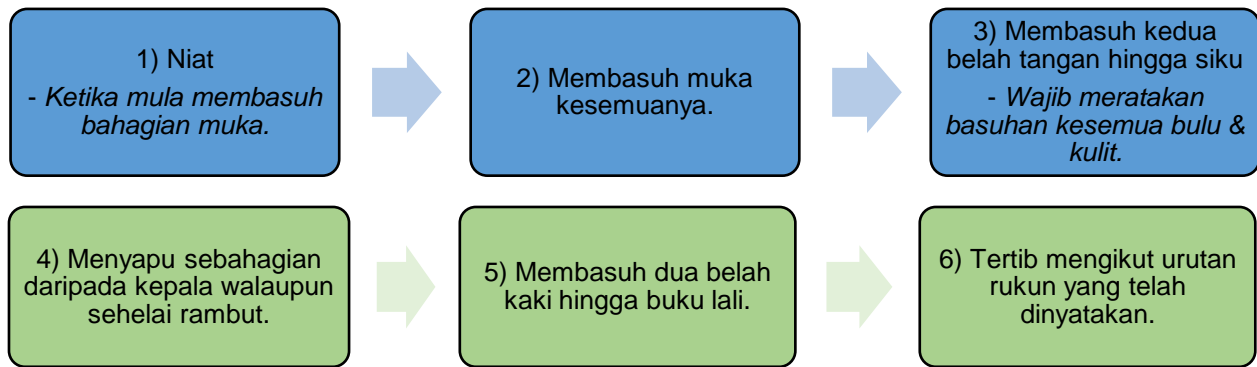 1) Niat
- Ketika mula membasuh
bahagian muka.
2) Membasuh muka
kesemuanya.
3) Membasuh kedua
belah tangan hingga siku
- Wajib meratakan
basuhan kesemua bulu &
kulit.
4) Menyapu sebahagian
daripada kepala walaupun
sehelai rambut.
5) Membasuh dua belah
kaki hingga buku lali.
6) Tertib mengikut urutan
rukun yang telah
dinyatakan.